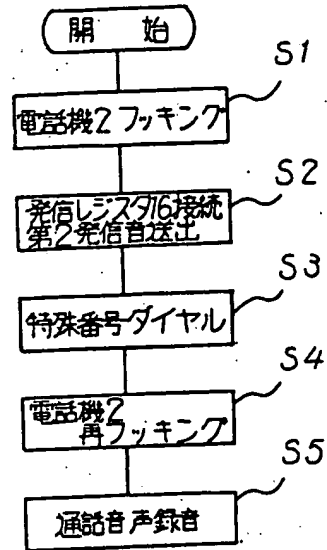 開 始
S1
電話機2フッキング
S2
発信レジスタ16接続
第2発信音送出
S3
特殊番号ダイヤル
S4
電話機2
再フッキング
S5
通話音声録音